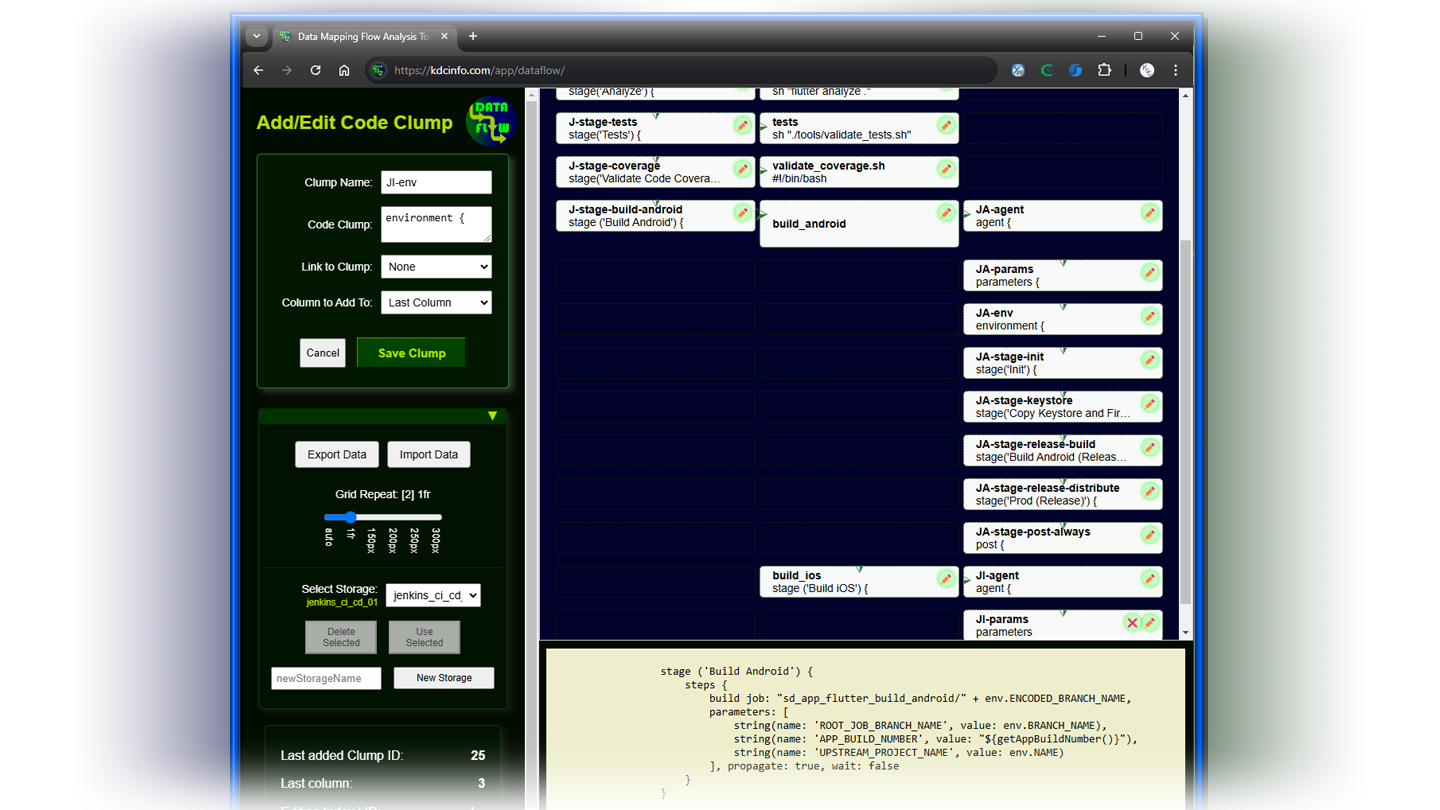 Data Mapping Flow Analysis To
https://kdcinfo.com/app/dataflow/
Add/Edit Code Clump
DATA
FLOW
Clump Name:
JI-env
Code Clump:
environment {
Link to Clump:
None
Column to Add To:
Last Column
Cancel
Save Clump
Export Data
Import Data
Grid Repeat: [2] 1fr
auto
1fr
150px
200px
250px
300px
Select Storage:
jenkins_ci_cd_01
jenkins_ci_cd_
Delete
Selected
Use
Selected
newStorageName
New Storage
Last added Clump ID:
25
Last column:
3
stage('Analyze') {
sh "flutter analyze ."
J-stage-tests
stage('Tests') {
tests
sh "./tools/validate_tests.sh"
J-stage-coverage
stage('Validate Code Covera…
validate_coverage.sh
#!/bin/bash
J-stage-build-android
stage ('Build Android') {
build_android
JA-agent
agent {
JA-params
parameters {
JA-env
environment {
JA-stage-init
stage('Init') {
JA-stage-keystore
stage('Copy Keystore and Fir…
JA-stage-release-build
stage('Build Android (Releas…
JA-stage-release-distribute
stage('Prod (Release)') {
JA-stage-post-always
post {
build_ios
stage ('Build iOS') {
JI-agent
agent {
JI-params
parameters
stage ('Build Android') {
steps {
build job: "sd_app_flutter_build_android/" + env.ENCODED_BRANCH_NAME,
parameters: [
string(name: 'ROOT_JOB_BRANCH_NAME', value: env.BRANCH_NAME),
string(name: 'APP_BUILD_NUMBER', value: "${getAppBuildNumber()}"),
string(name: 'UPSTREAM_PROJECT_NAME', value: env.NAME)
], propagate: true, wait: false
}
}